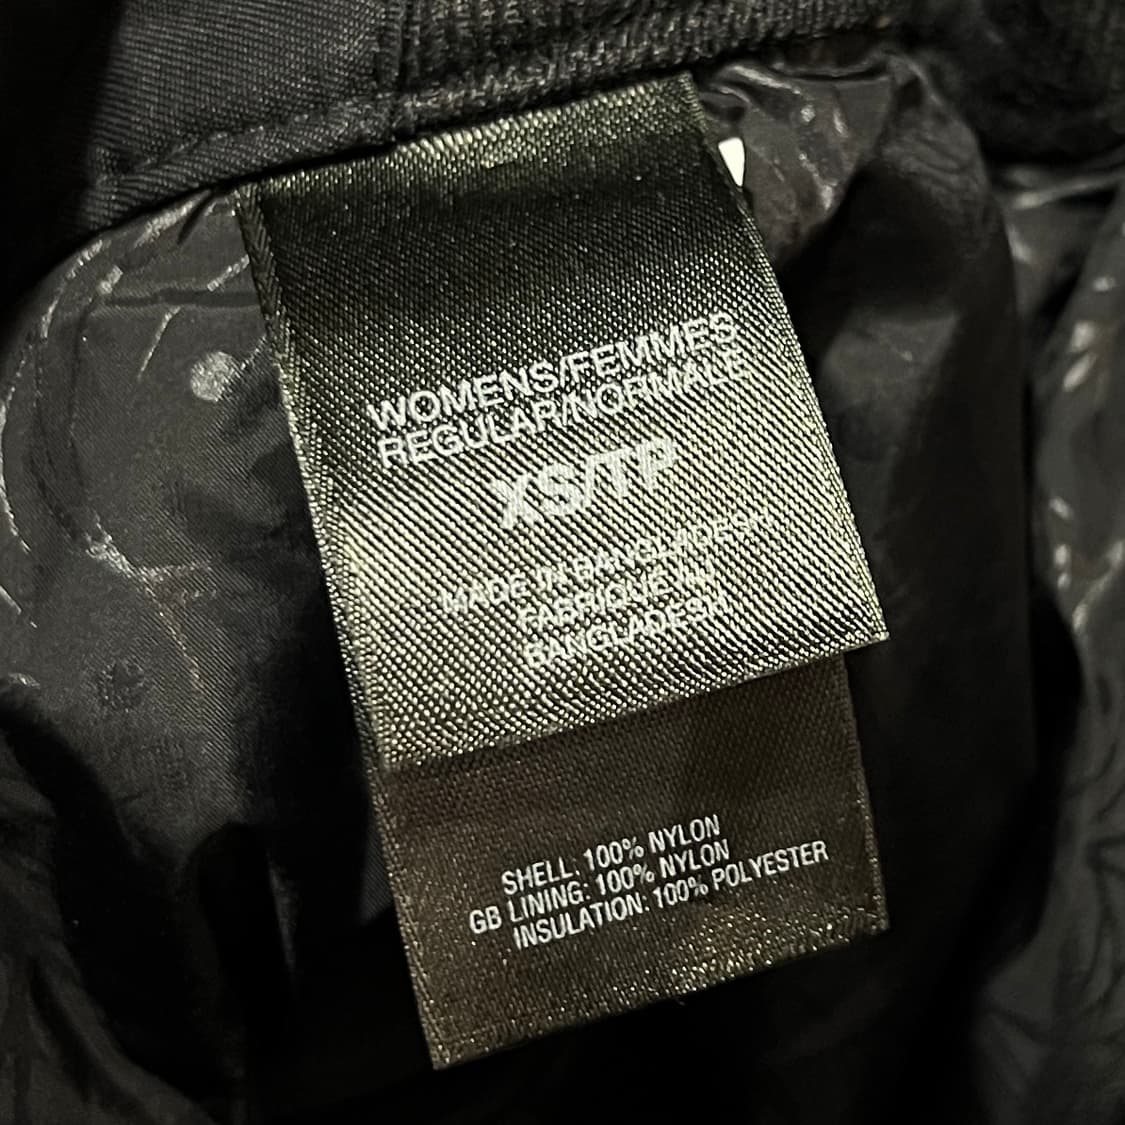 WOMENS/FEMMES
REGULAR/NORMALE
XS/TP
MADE IN BANGLADESH
FABRIQUE AU
BANGLADESH
SHELL: 100% NYLON
GB LINING: 100% NYLON
INSULATION: 100% POLYESTER